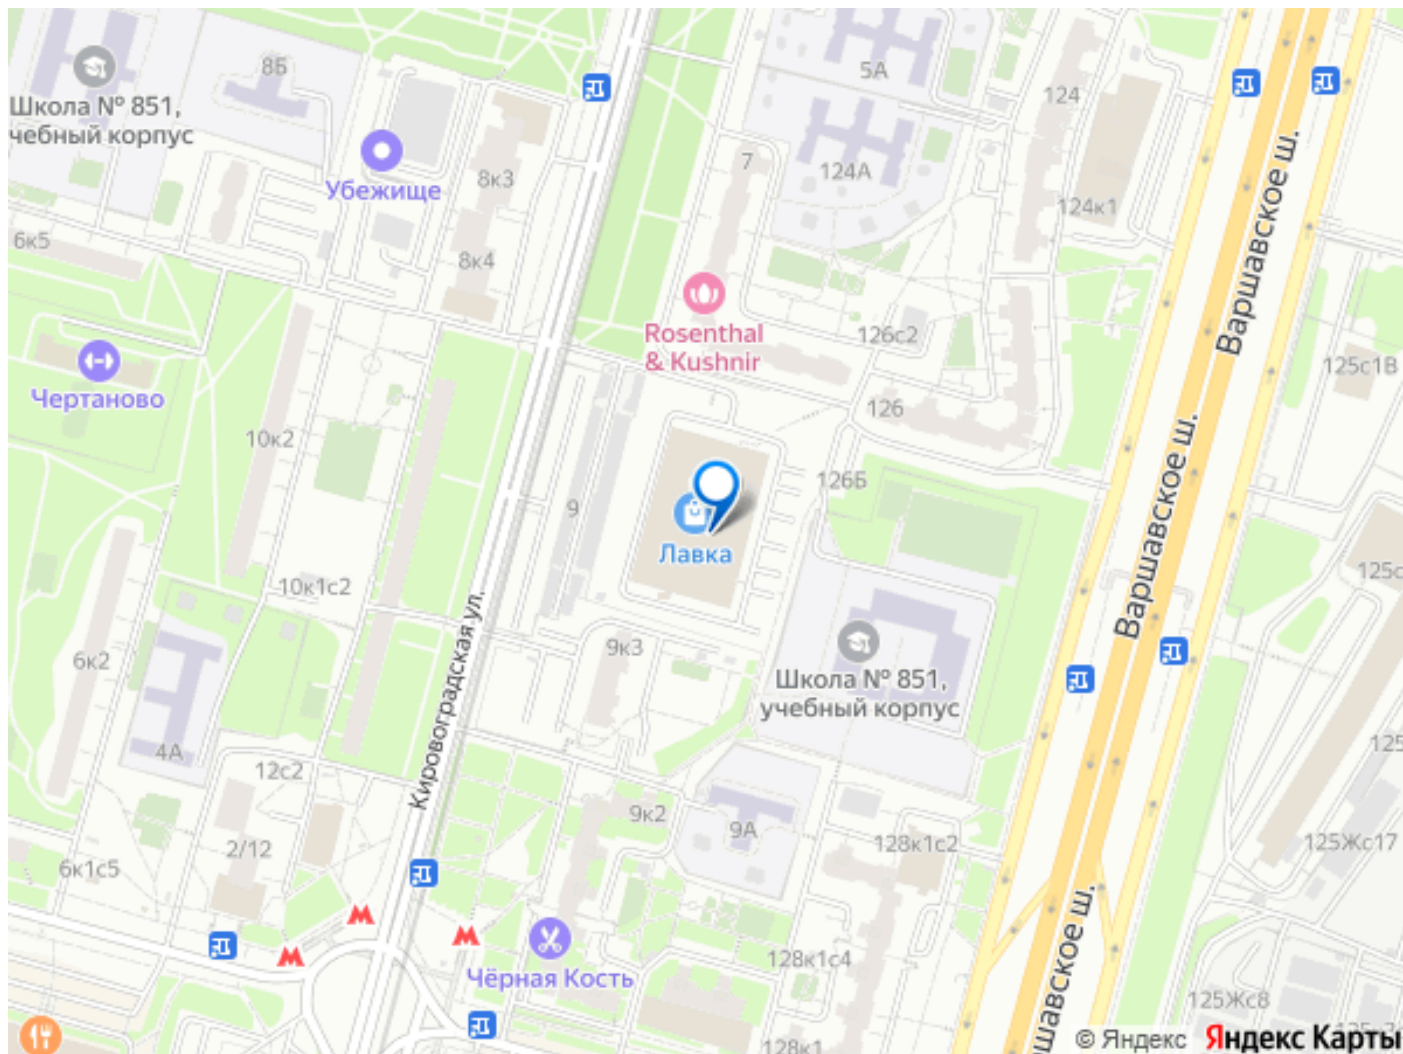 8Б
5А
124
Школа № 851,
чебный корпус
Убежище
8к3
7
124А
124к1
Варшавское ш.
6к5
8к4
Rosenthal
& Kushnir
126с2
125с1В
Чертаново
126
10к2
126Б
9
Лавка
Варшавское ш.
125с
10к1с2
Кировоградская ул.
6к2
9к3
Школа № 851,
учебный корпус
4А
12с2
125
9к2
9А
2/12
128к1с2
125Жс17
6к1с5
Чёрная Кость
128к1с4
125Жс8
ршавское ш.
128к1
© Яндекс
Яндекс Карты